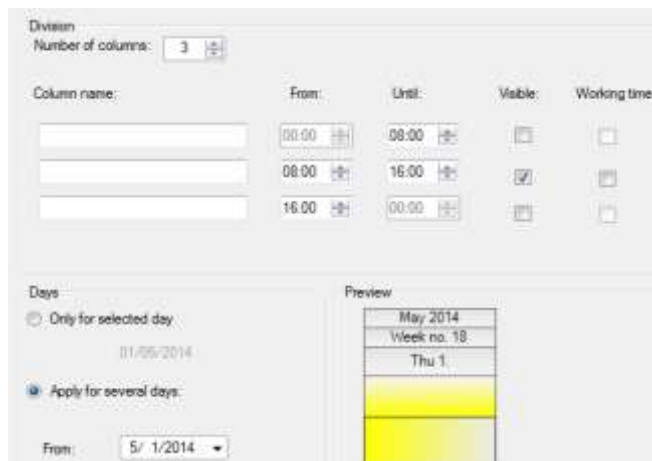 Division
Number of columns: 3
Column name: From: Until: Visible: Working time
00:00 08:00
08:00 16:00
16:00 00:00
Days
Only for selected day
01/05/2014
Apply for several days:
From: 5/ 1/2014
Preview
May 2014
Week no. 18
Thu 1